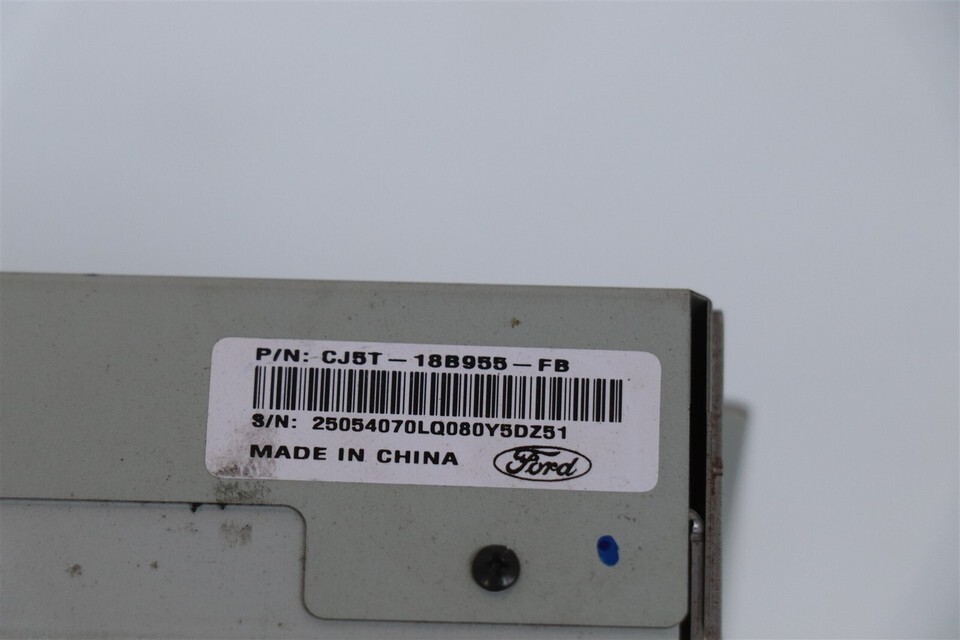 P/N: CJ5T-18B955-FB
S/N: 25054070LQ080Y5DZ51
MADE IN CHINA
Ford